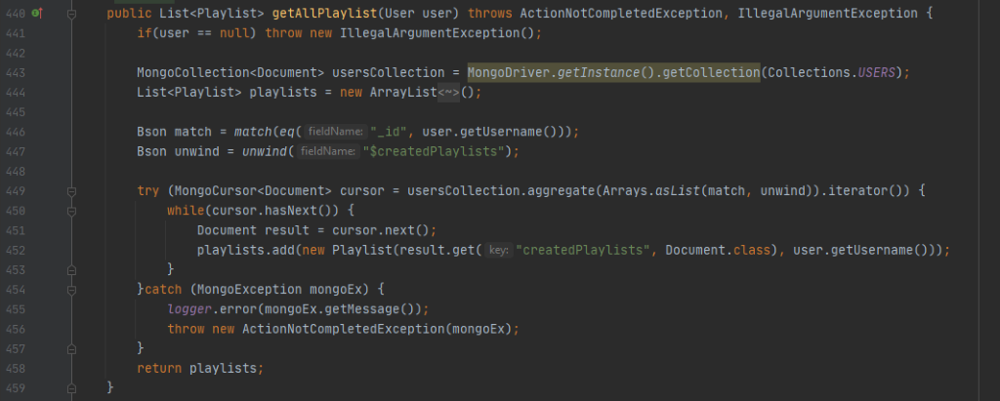 440 public List<Playlist> getAllPlaylist(User user) throws ActionNotCompletedException, IllegalArgumentException {
441 if(user == null) throw new IllegalArgumentException();
442
443 MongoCollection<Document> usersCollection = MongoDriver.getInstance().getCollection(Collections.USERS);
444 List<Playlist> playlists = new ArrayList<~>();
445
446 Bson match = match(eq( fieldName: "_id", user.getUsername()));
447 Bson unwind = unwind( fieldName: "$createdPlaylists");
448
449 try (MongoCursor<Document> cursor = usersCollection.aggregate(Arrays.asList(match, unwind)).iterator()) {
450 while(cursor.hasNext()) {
451 Document result = cursor.next();
452 playlists.add(new Playlist(result.get( key: "createdPlaylists", Document.class), user.getUsername()));
453 }
454 }catch (MongoException mongoEx) {
455 logger.error(mongoEx.getMessage());
456 throw new ActionNotCompletedException(mongoEx);
457 }
458 return playlists;
459 }